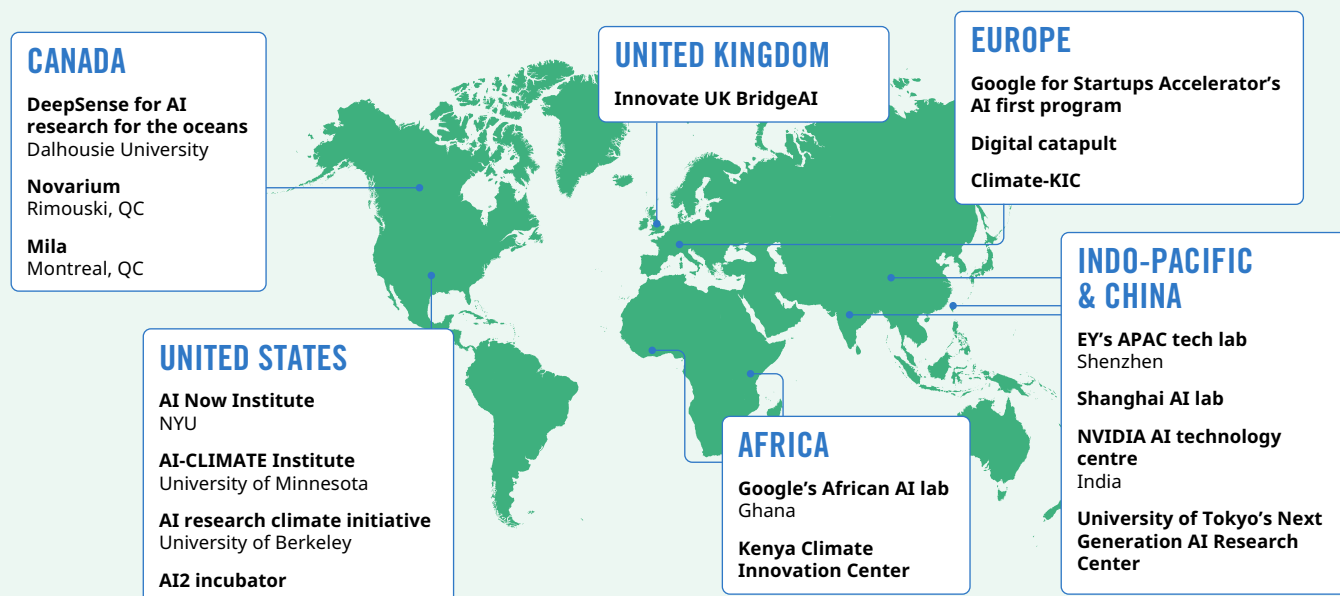 CANADA
DeepSense for AI
research for the oceans
Dalhousie University
Novarium
Rimouski, QC
Mila
Montreal, QC
UNITED STATES
AI Now Institute
NYU
AI-CLIMATE Institute
University of Minnesota
AI research climate initiative
University of Berkeley
AI2 incubator
UNITED KINGDOM
Innovate UK BridgeAI
EUROPE
Google for Startups Accelerator’s
AI first program
Digital catapult
Climate-KIC
AFRICA
Google’s African AI lab
Ghana
Kenya Climate
Innovation Center
INDO-PACIFIC
& CHINA
EY’s APAC tech lab
Shenzhen
Shanghai AI lab
NVIDIA AI technology
centre
India
University of Tokyo’s Next
Generation AI Research
Center